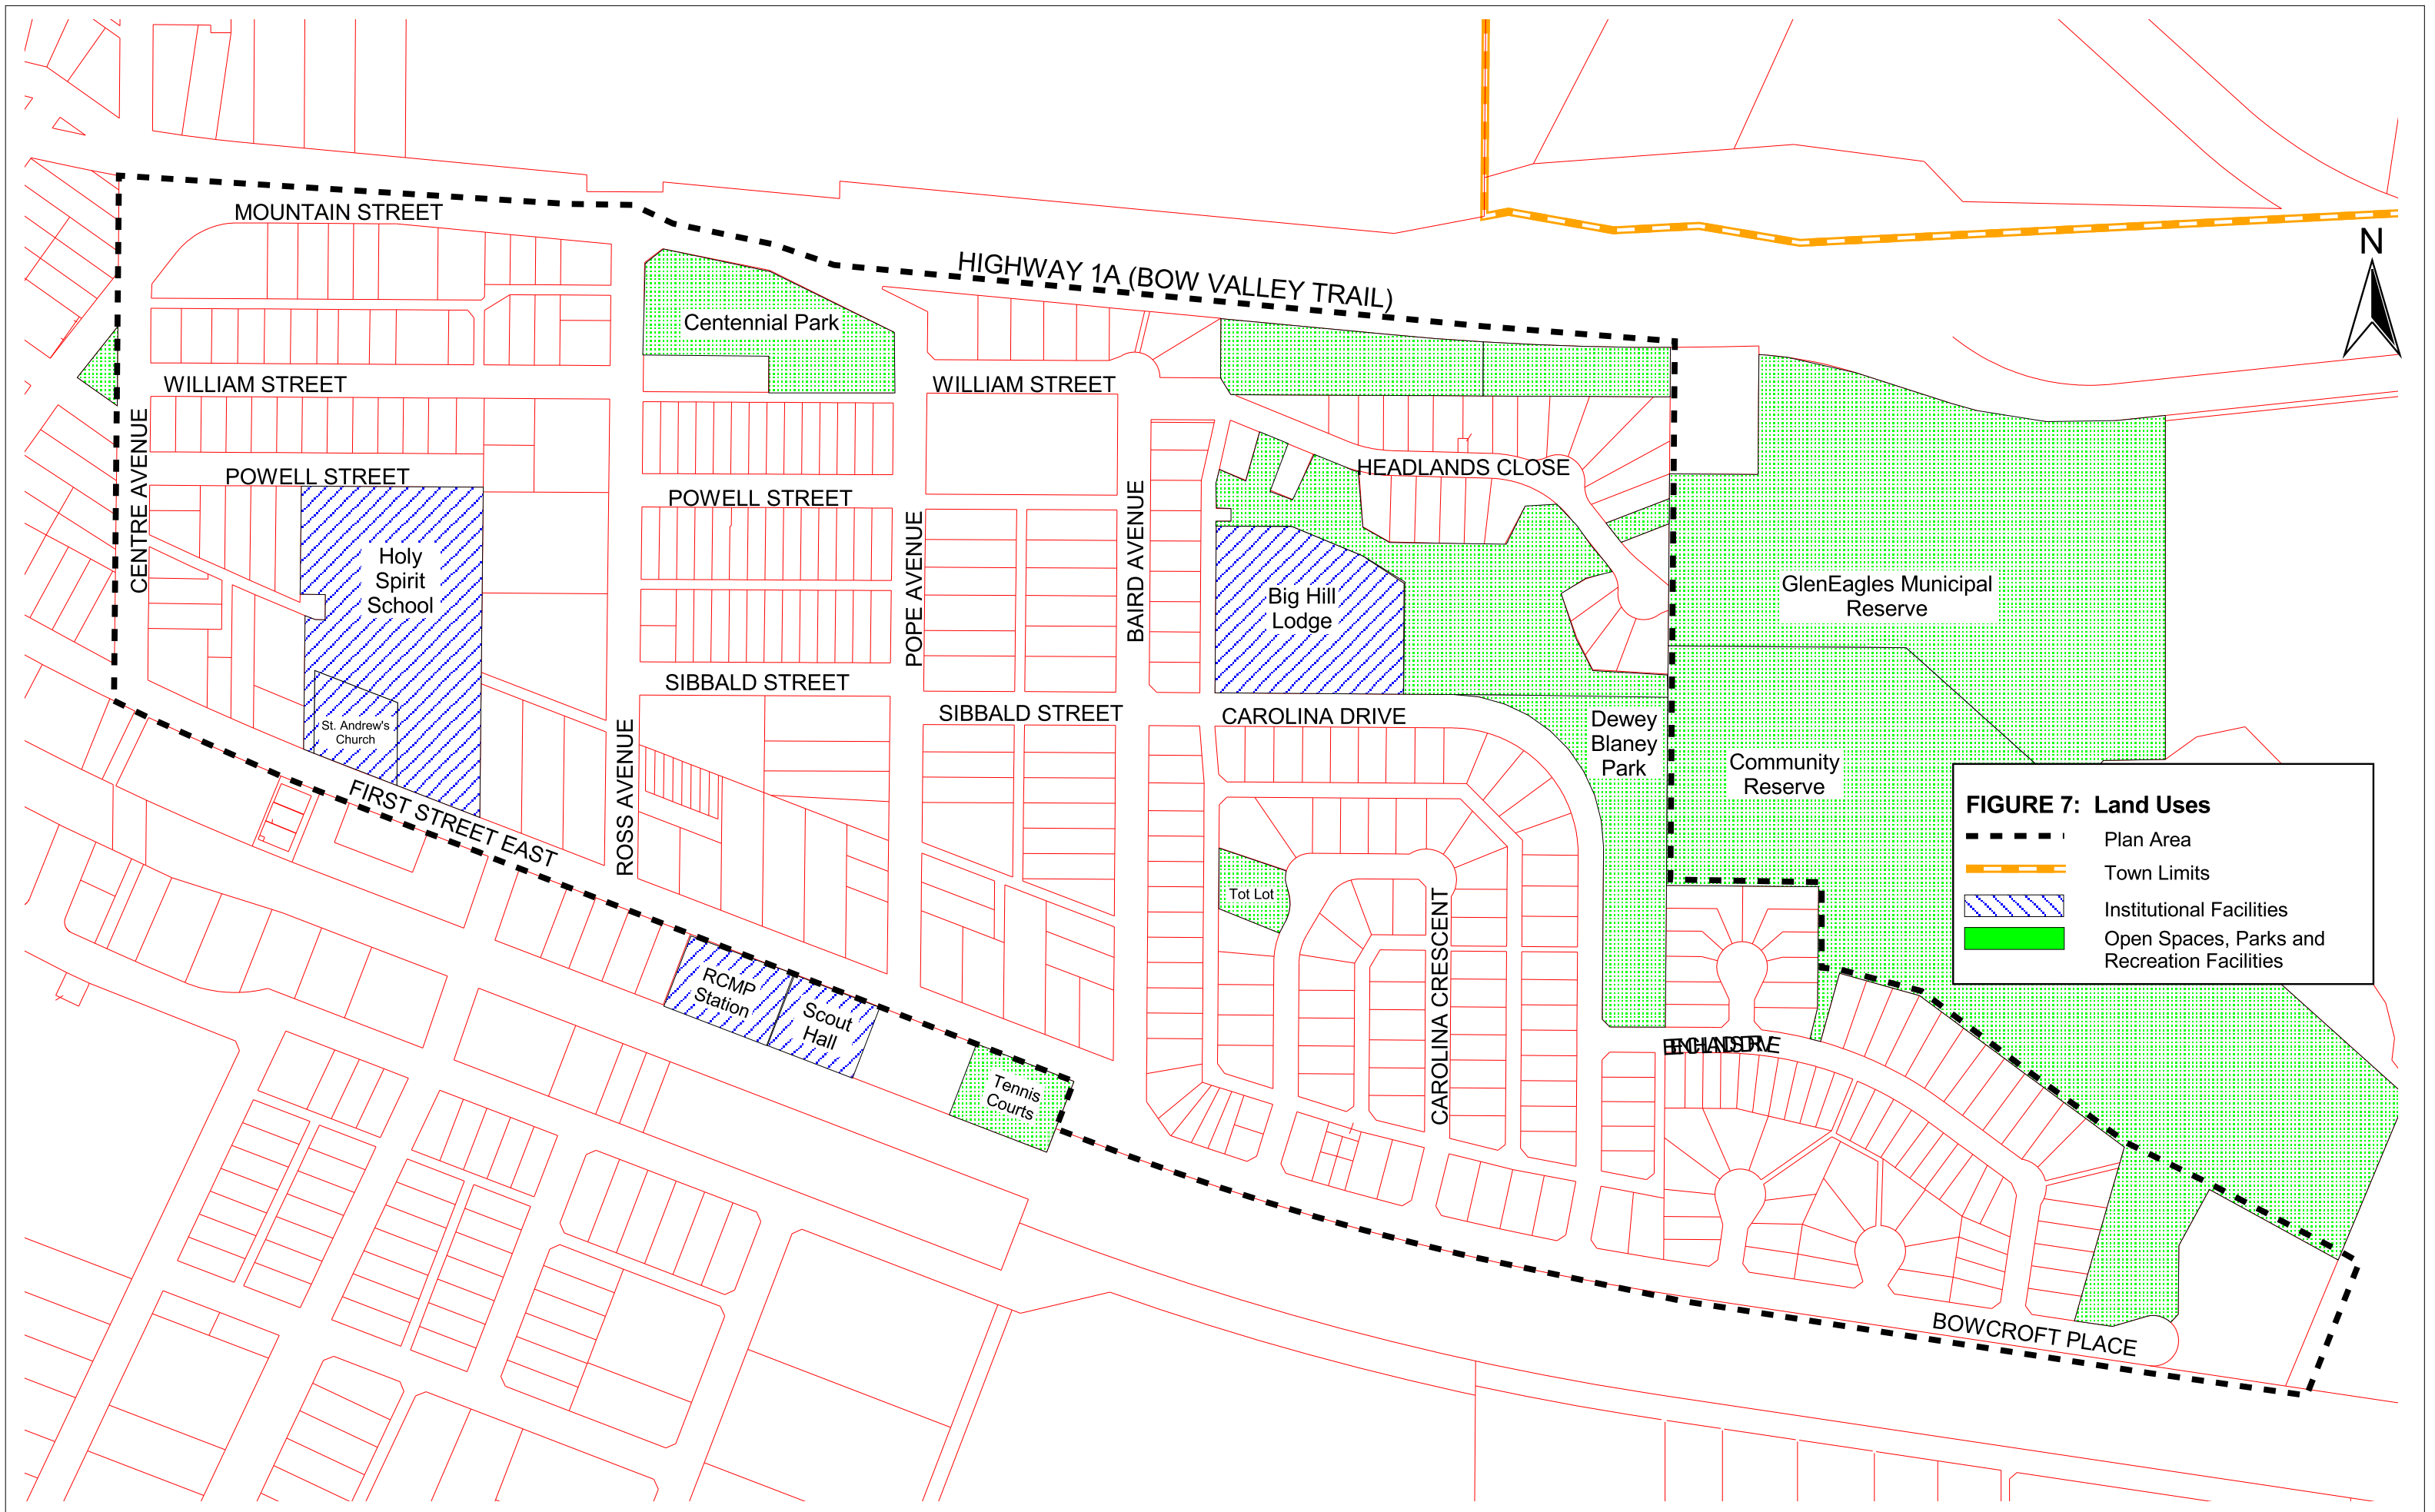 MOUNTAIN STREET
N
HIGHWAY 1A (BOW VALLEY TRAIL)
Centennial Park
WILLIAM STREET
WILLIAM STREET
CENTRE AVENUE
POWELL STREET
HEADLANDS CLOSE
POWELL STREET
POPE AVENUE
BAIRD AVENUE
Holy
Spirit
School
Big Hill
Lodge
GlenEagles Municipal
Reserve
SIBBALD STREET
SIBBALD STREET
CAROLINA DRIVE
St. Andrew's
Church
ROSS AVENUE
Dewey
Blaney
Park
Community
Reserve
FIRST STREET EAST
Tot Lot
CAROLINA CRESCENT
RCMP
Station
Scout
Hall
Tennis
Courts
BOWCROFT PLACE
FIGURE 7: Land Uses
Plan Area
Town Limits
Institutional Facilities
Open Spaces, Parks and
Recreation Facilities